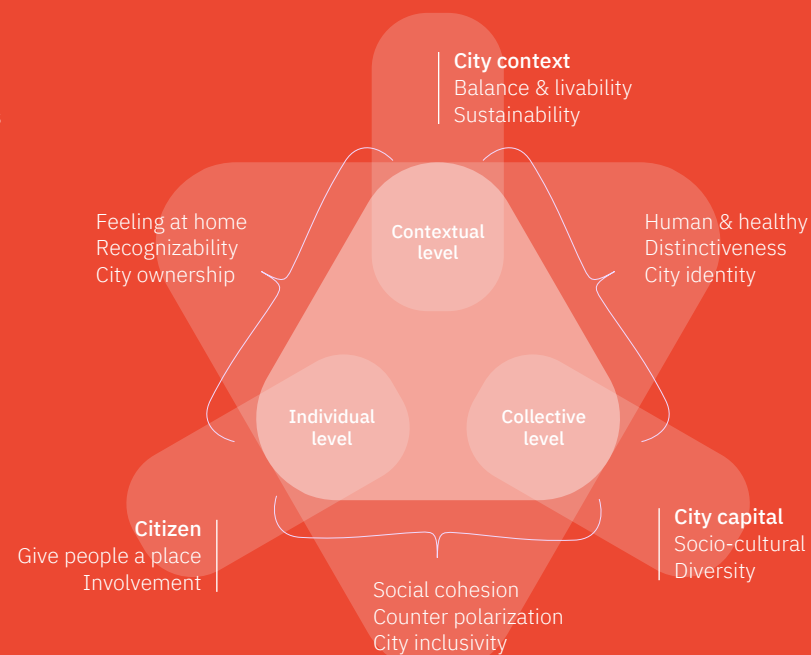 City context
Balance & livability
Sustainability
Feeling at home
Recognizability
City ownership
Contextual
level
Human & healthy
Distinctiveness
City identity
Individual
level
Collective
level
Citizen
Give people a place
Involvement
City capital
Socio-cultural
Diversity
Social cohesion
Counter polarization
City inclusivity